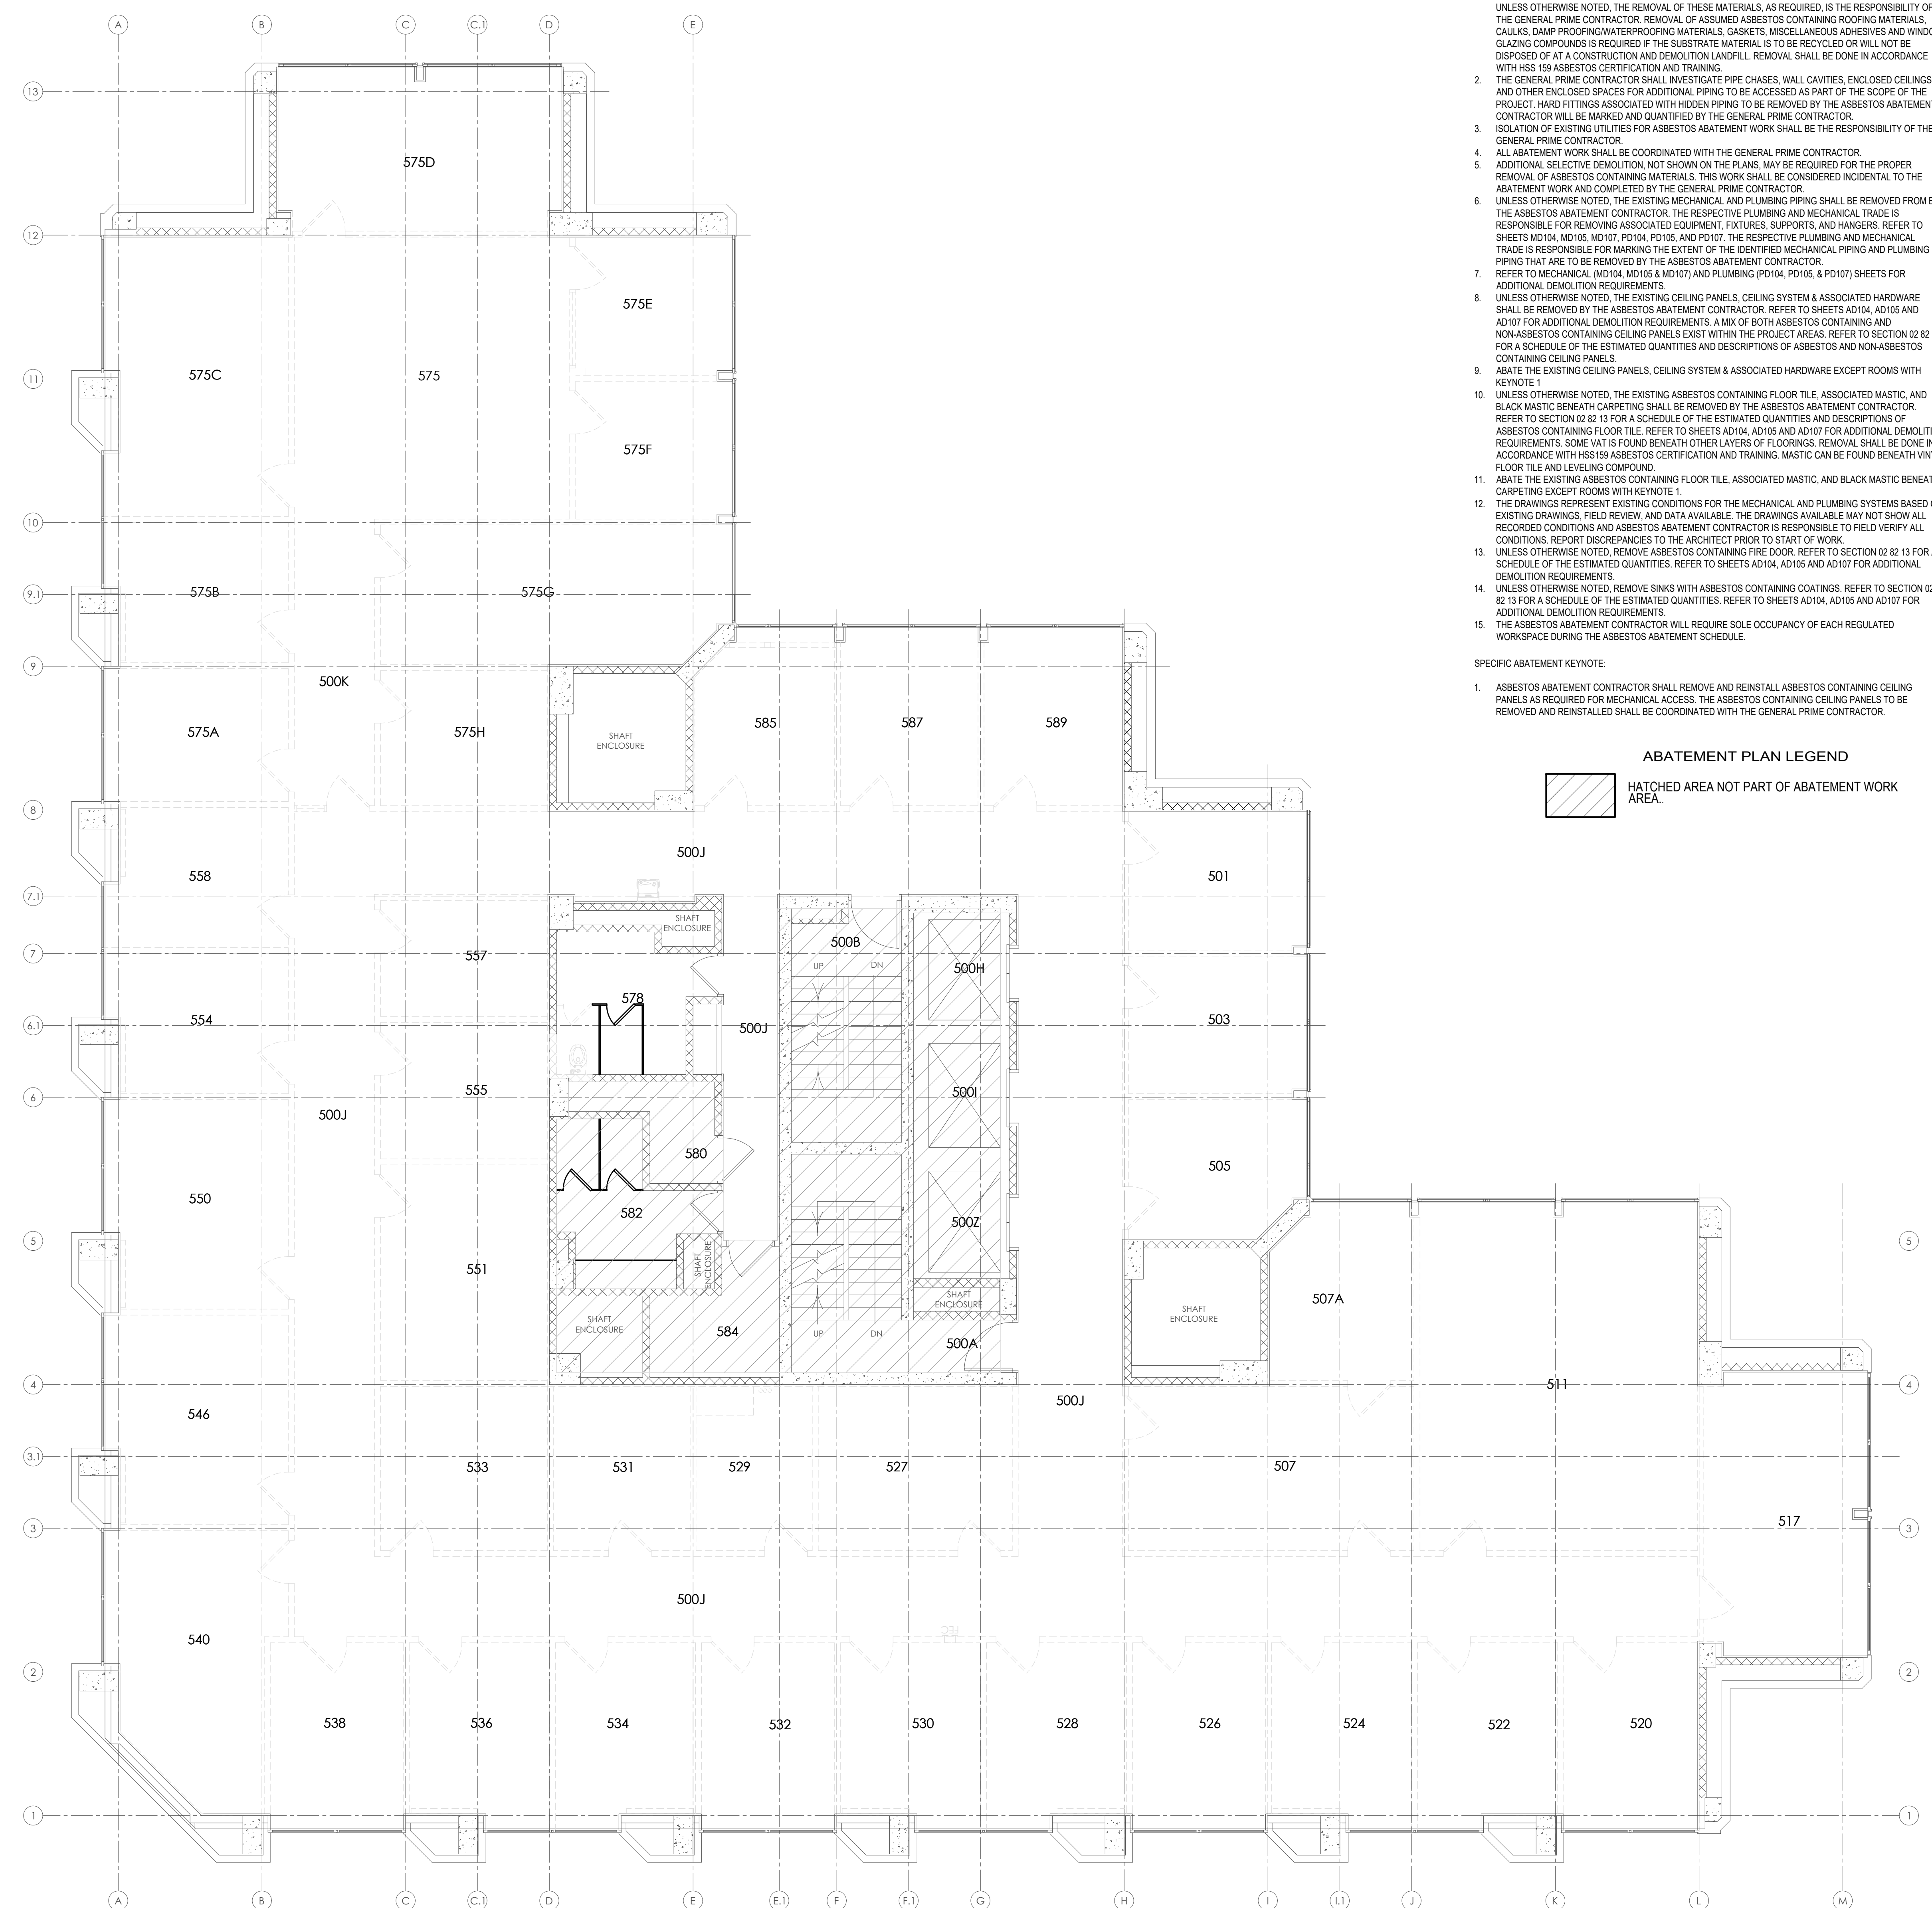 A B C C.1 D E
UNLESS OTHERWISE NOTED, THE REMOVAL OF THESE MATERIALS, AS REQUIRED, IS THE RESPONSIBILITY OF
THE GENERAL PRIME CONTRACTOR. REMOVAL OF ASSUMED ASBESTOS CONTAINING ROOFING MATERIALS,
CAULKS, DAMP PROOFING/WATERPROOFING MATERIALS, GASKETS, MISCELLANEOUS ADHESIVES AND
GLAZING COMPOUNDS IS REQUIRED IF THE SUBSTRATE MATERIAL IS TO BE RECYCLED OR WILL NOT BE
DISPOSED OF AT A CONSTRUCTION AND DEMOLITION LANDFILL. REMOVAL SHALL BE DONE IN ACCORDANCE
WITH HSS 159 ASBESTOS CERTIFICATION AND TRAINING.
2. THE GENERAL PRIME CONTRACTOR SHALL INVESTIGATE PIPE CHASES, WALL CAVITIES, ENCLOSED CEILINGS
AND OTHER ENCLOSED SPACES FOR ADDITIONAL PIPING TO BE ACCESSED AS PART OF THE SCOPE OF THE
PROJECT. HARD FITTINGS ASSOCIATED WITH HIDDEN PIPING TO BE REMOVED BY THE ASBESTOS
CONTRACTOR WILL BE MARKED AND QUANTIFIED BY THE GENERAL PRIME CONTRACTOR.
3. ISOLATION OF EXISTING UTILITIES FOR ASBESTOS ABATEMENT WORK SHALL BE THE RESPONSIBILITY OF THE
GENERAL PRIME CONTRACTOR.
4. ALL ABATEMENT WORK SHALL BE COORDINATED WITH THE GENERAL PRIME CONTRACTOR.
5. ADDITIONAL SELECTIVE DEMOLITION, NOT SHOWN ON THE PLANS, MAY BE REQUIRED FOR THE PROPER
REMOVAL OF ASBESTOS CONTAINING MATERIALS. THIS WORK SHALL BE CONSIDERED INCIDENTAL TO THE
ABATEMENT WORK AND COMPLETED BY THE GENERAL PRIME CONTRACTOR.
6. UNLESS OTHERWISE NOTED, THE EXISTING MECHANICAL AND PLUMBING PIPING SHALL BE REMOVED FROM
THE ASBESTOS ABATEMENT CONTRACTOR. THE RESPECTIVE PLUMBING AND MECHANICAL TRADE IS
RESPONSIBLE FOR REMOVING ASSOCIATED EQUIPMENT, FIXTURES, SUPPORTS, AND HANGERS. REFER TO
SHEETS MD104, MD105, MD107, PD104, PD105, AND PD107. THE RESPECTIVE PLUMBING AND MECHANICAL
TRADE IS RESPONSIBLE FOR MARKING THE EXTENT OF THE IDENTIFIED MECHANICAL PIPING AND PLUMBING
PIPING THAT ARE TO BE REMOVED BY THE ASBESTOS ABATEMENT CONTRACTOR.
7. REFER TO MECHANICAL (MD104, MD105 & MD107) AND PLUMBING (PD104, PD105, & PD107) SHEETS FOR
ADDITIONAL DEMOLITION REQUIREMENTS.
8. UNLESS OTHERWISE NOTED, THE EXISTING CEILING PANELS, CEILING SYSTEM & ASSOCIATED HARDWARE
SHALL BE REMOVED BY THE ASBESTOS ABATEMENT CONTRACTOR. REFER TO SHEETS AD104, AD105 AND
AD107 FOR ADDITIONAL DEMOLITION REQUIREMENTS. A MIX OF BOTH ASBESTOS CONTAINING AND
NON-ASBESTOS CONTAINING CEILING PANELS EXIST WITHIN THE PROJECT AREAS. REFER TO SECTION 02 82
FOR A SCHEDULE OF THE ESTIMATED QUANTITIES AND DESCRIPTIONS OF ASBESTOS AND NON-ASBESTOS
CONTAINING CEILING PANELS.
9. ABATE THE EXISTING CEILING PANELS, CEILING SYSTEM & ASSOCIATED HARDWARE EXCEPT ROOMS WITH
KEYNOTE 1
10. UNLESS OTHERWISE NOTED, THE EXISTING ASBESTOS CONTAINING FLOOR TILE, ASSOCIATED MASTIC, AND
BLACK MASTIC BENEATH CARPETING SHALL BE REMOVED BY THE ASBESTOS ABATEMENT CONTRACTOR.
REFER TO SECTION 02 82 13 FOR A SCHEDULE OF THE ESTIMATED QUANTITIES AND DESCRIPTIONS OF
ASBESTOS CONTAINING FLOOR TILE. REFER TO SHEETS AD104, AD105 AND AD107 FOR ADDITIONAL
REQUIREMENTS. SOME VAT IS FOUND BENEATH OTHER LAYERS OF FLOORINGS. REMOVAL SHALL BE DONE
ACCORDANCE WITH HSS159 ASBESTOS CERTIFICATION AND TRAINING. MASTIC CAN BE FOUND BENEATH
FLOOR TILE AND LEVELING COMPOUND.
11. ABATE THE EXISTING ASBESTOS CONTAINING FLOOR TILE, ASSOCIATED MASTIC, AND BLACK MASTIC
CARPETING EXCEPT ROOMS WITH KEYNOTE 1.
12. THE DRAWINGS REPRESENT EXISTING CONDITIONS FOR THE MECHANICAL AND PLUMBING SYSTEMS BASED
EXISTING DRAWINGS, FIELD REVIEW, AND DATA AVAILABLE. THE DRAWINGS AVAILABLE MAY NOT SHOW ALL
RECORDED CONDITIONS AND ASBESTOS ABATEMENT CONTRACTOR IS RESPONSIBLE TO FIELD VERIFY ALL
CONDITIONS. REPORT DISCREPANCIES TO THE ARCHITECT PRIOR TO START OF WORK.
13. UNLESS OTHERWISE NOTED, REMOVE ASBESTOS CONTAINING FIRE DOOR. REFER TO SECTION 02 82 13 FOR
SCHEDULE OF THE ESTIMATED QUANTITIES. REFER TO SHEETS AD104, AD105 AND AD107 FOR ADDITIONAL
DEMOLITION REQUIREMENTS.
14. UNLESS OTHERWISE NOTED, REMOVE SINKS WITH ASBESTOS CONTAINING COATINGS. REFER TO SECTION 02
82 13 FOR A SCHEDULE OF THE ESTIMATED QUANTITIES. REFER TO SHEETS AD104, AD105 AND AD107 FOR
ADDITIONAL DEMOLITION REQUIREMENTS.
15. THE ASBESTOS ABATEMENT CONTRACTOR WILL REQUIRE SOLE OCCUPANCY OF EACH REGULATED
WORKSPACE DURING THE ASBESTOS ABATEMENT SCHEDULE.
SPECIFIC ABATEMENT KEYNOTE:
1. ASBESTOS ABATEMENT CONTRACTOR SHALL REMOVE AND REINSTALL ASBESTOS CONTAINING CEILING
PANELS AS REQUIRED FOR MECHANICAL ACCESS. THE ASBESTOS CONTAINING CEILING PANELS TO BE
REMOVED AND REINSTALLED SHALL BE COORDINATED WITH THE GENERAL PRIME CONTRACTOR.
ABATEMENT PLAN LEGEND
HATCHED AREA NOT PART OF ABATEMENT WORK
AREA..
13
575D
12
575E
11 575C 575
575F
10
9.1 575B 575G
9
500K
575A 575H
SHAFT
ENCLOSURE
585 587 589
8
500J
558 501
7.1
SHAFT
ENCLOSURE
500B
7 557
UP DN 500H
578
554 503
6.1 500J
555 500I
6
500J
580
505
550
582 500Z
5 5
551
SHAFT
ENCLOSURE
507A
SHAFT
ENCLOSURE
SHAFT
ENCLOSURE
SHAFT
ENCLOSURE
584 UP DN 500A
4 511 4
500J
546
3.1 533 531 529 527 507
517
3 3
500J
540
FEC
2 2
538 536 534 532 530 528 526 524 522 520
1 1
A B C C.1 D E E.1 F F.1 G H I I.1 J K L M